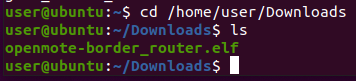 user@ubuntu:~$ cd /home/user/Downloads
user@ubuntu:~/Downloads$ ls
openmote-border_router.elf
user@ubuntu:~/Downloads$